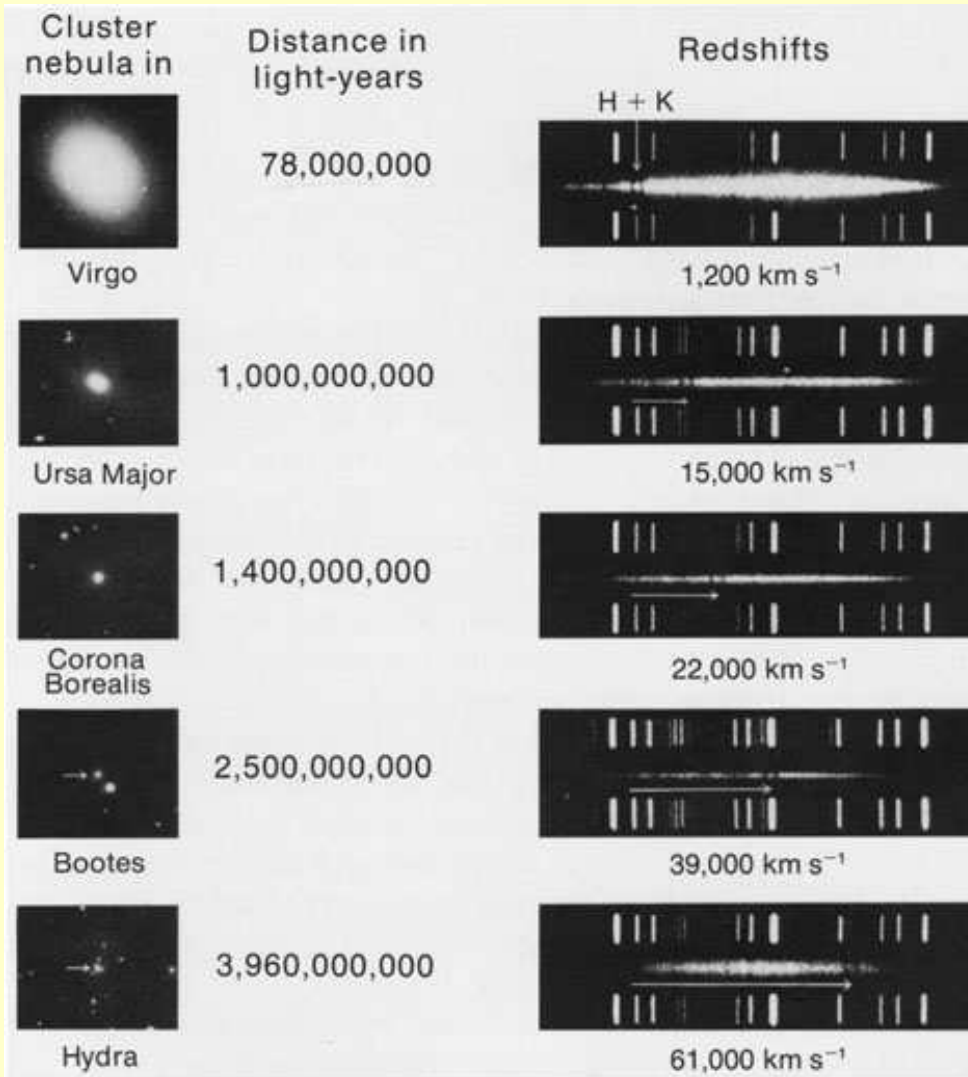 Cluster
nebula in
Distance in
light-years
Redshifts
H + K
78,000,000
Virgo
1,200 km s⁻¹
1,000,000,000
Ursa Major
15,000 km s⁻¹
1,400,000,000
Corona
Borealis
22,000 km s⁻¹
2,500,000,000
Bootes
39,000 km s⁻¹
3,960,000,000
Hydra
61,000 km s⁻¹